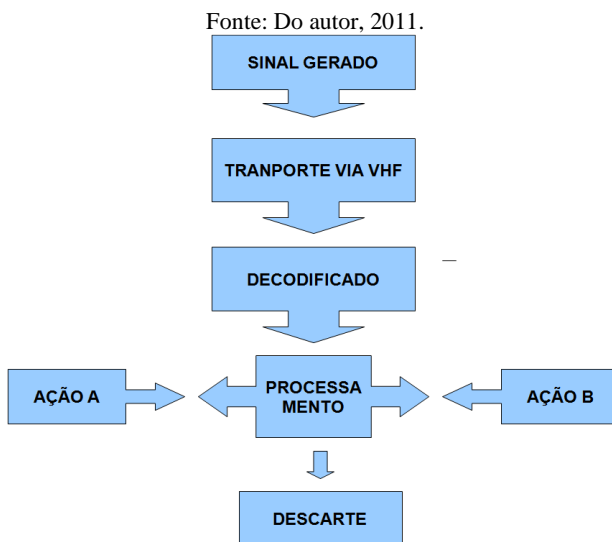 Fonte: Do autor, 2011.
SINAL GERADO
TRANPORTE VIA VHF
DECODIFICADO
AÇÃO A
PROCESSA
MENTO
AÇÃO B
DESCARTE